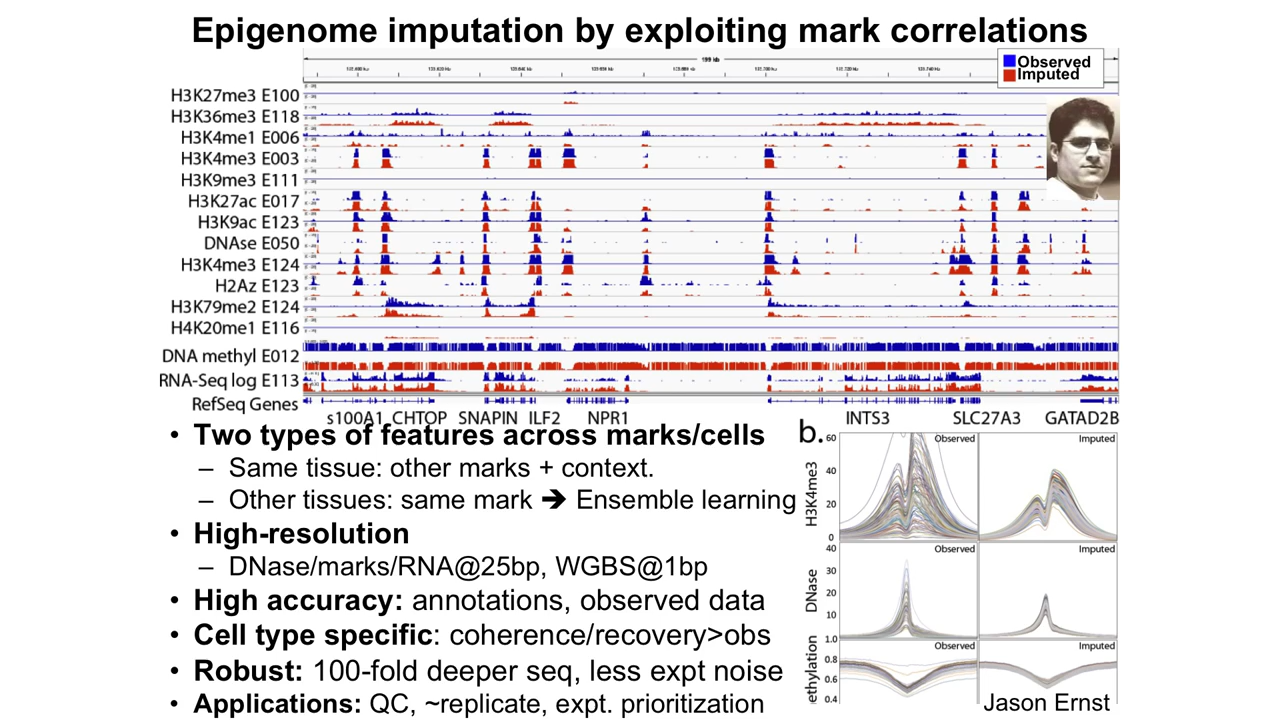 Epigenome imputation by exploiting mark correlations
199 kb
Observed
Imputed
H3K27me3 E100
H3K36me3 E118
H3K4me1 E006
H3K4me3 E003
H3K9me3 E111
H3K27ac E017
H3K9ac E123
DNAse E050
H3K4me3 E124
H2Az E123
H3K79me2 E124
H4K20me1 E116
DNA methyl E012
RNA-Seq log E113
RefSeq Genes
s100A1 CHTOP SNAPIN ILF2 NPR1 INTS3 SLC27A3 GATAD2B
• Two types of features across marks/cells
– Same tissue: other marks + context.
– Other tissues: same mark ➔ Ensemble learning
• High-resolution
– DNase/marks/RNA@25bp, WGBS@1bp
• High accuracy: annotations, observed data
• Cell type specific: coherence/recovery>obs
• Robust: 100-fold deeper seq, less expt noise
• Applications: QC, ~replicate, expt. prioritization
b.
H3K4me3
60
40
20
0
Observed
Imputed
DNase
40
30
20
10
Observed
Imputed
ethylation
1.0
0.8
0.6
0.4
Observed
Imputed
Jason Ernst